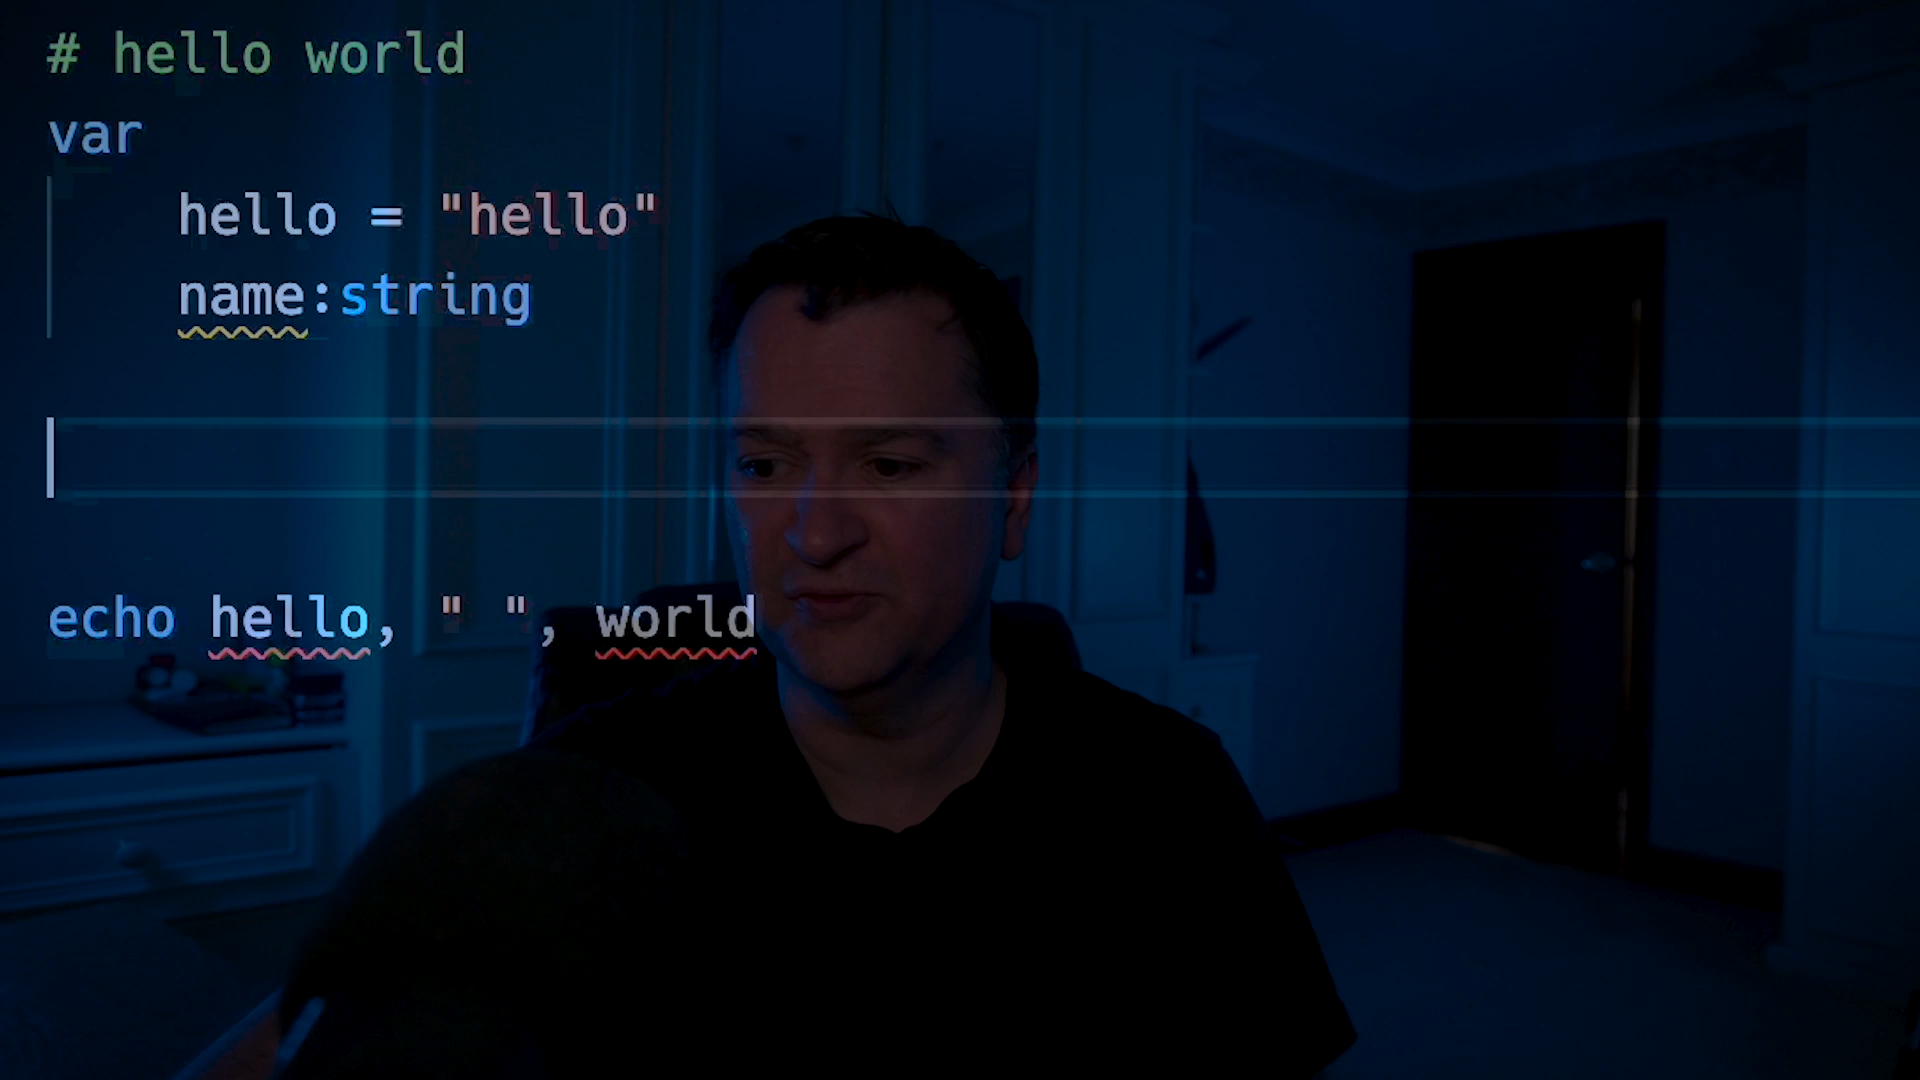 # hello world
var
    hello = "hello"
    name:string
echo hello, " ", world